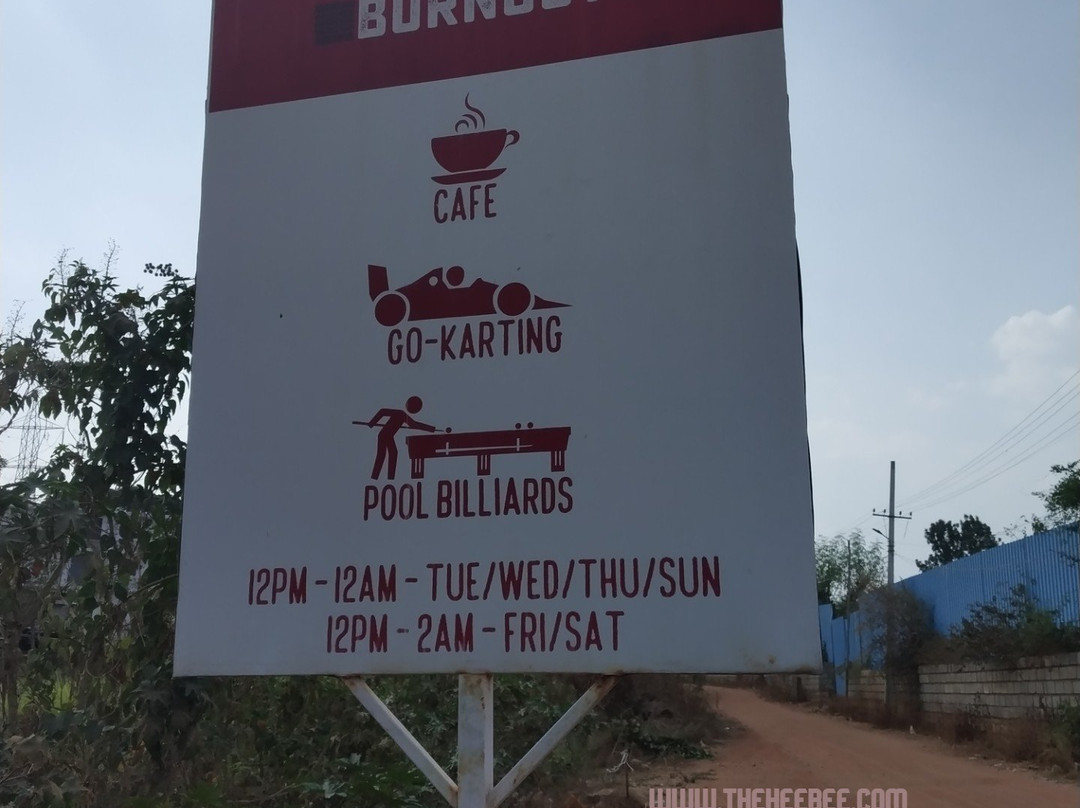 CAFE
GO-KARTING
POOL BILLIARDS
12PM - 12AM - TUE/WED/THU/SUN
12PM - 2AM - FRI/SAT
WWW.THEHEEBEE.COM